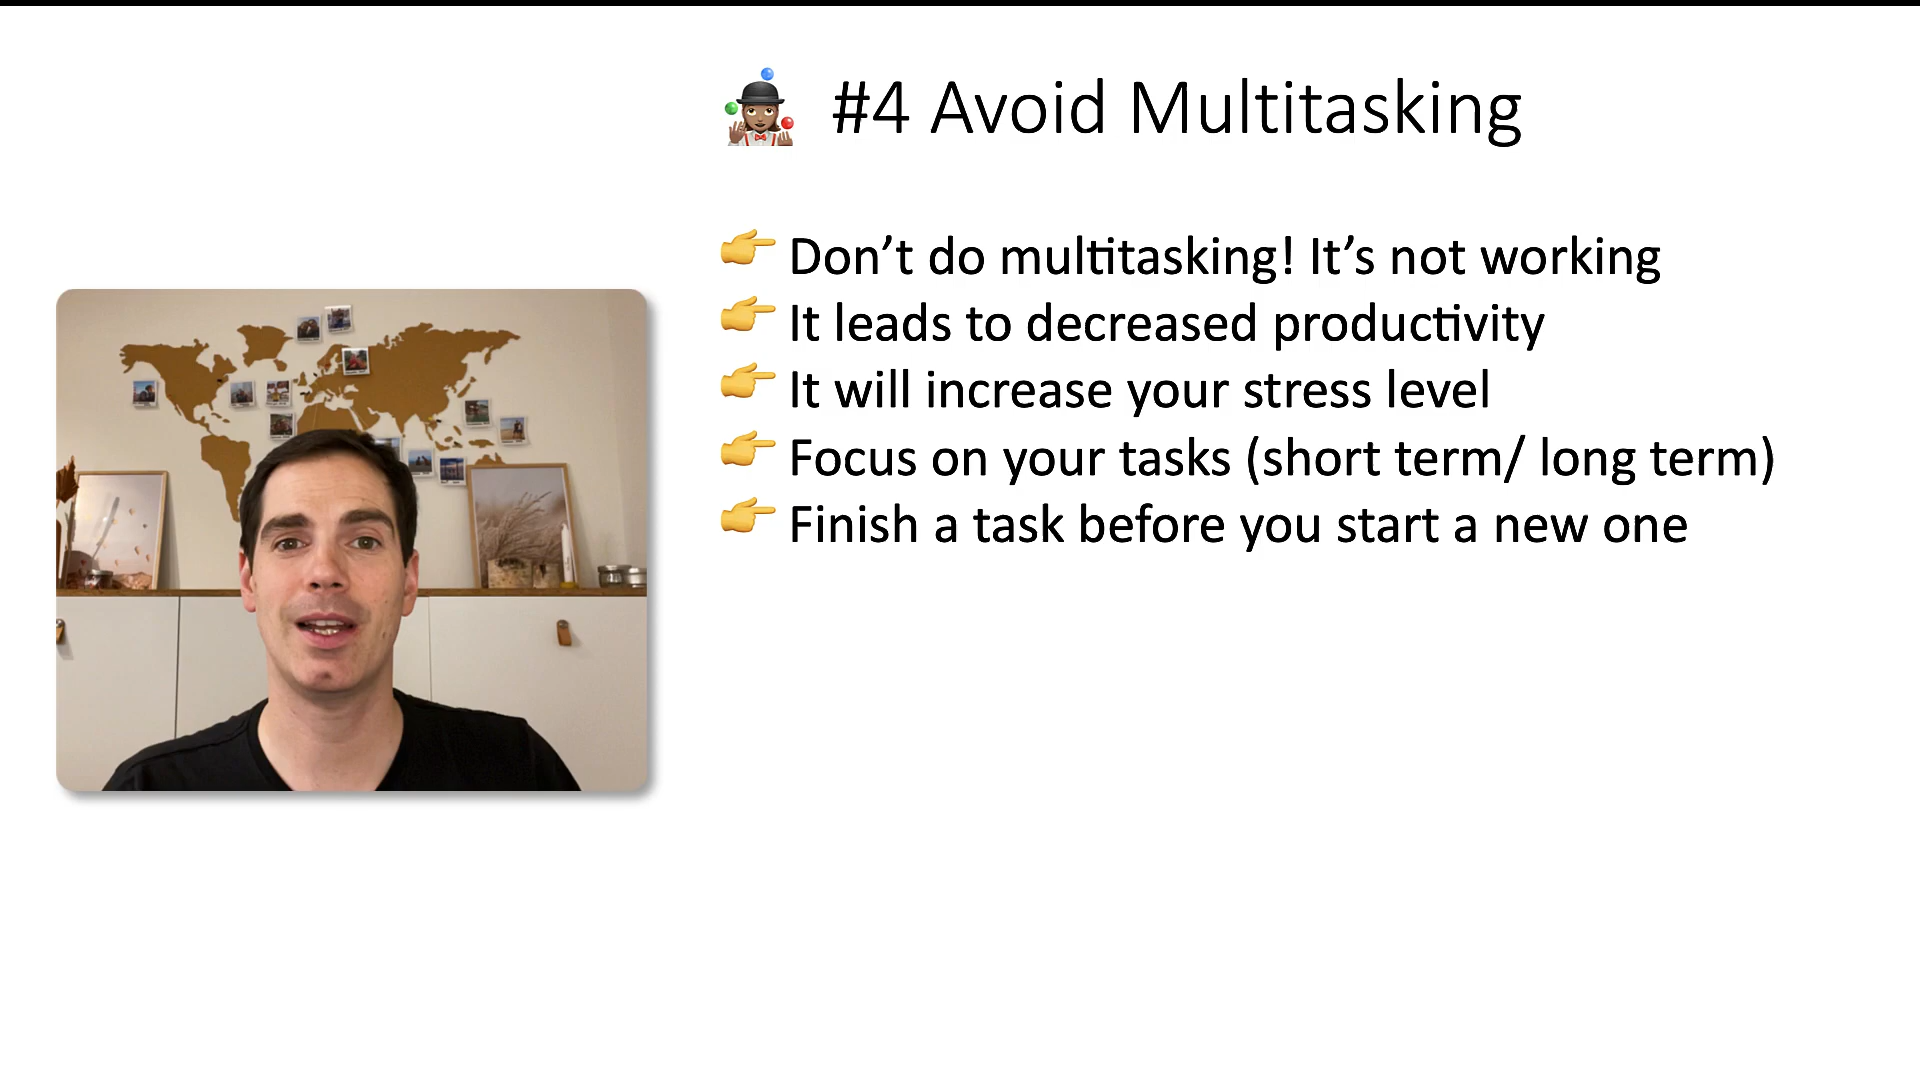 #4 Avoid Multitasking
Don’t do multitasking! It’s not working
It leads to decreased productivity
It will increase your stress level
Focus on your tasks (short term/ long term)
Finish a task before you start a new one